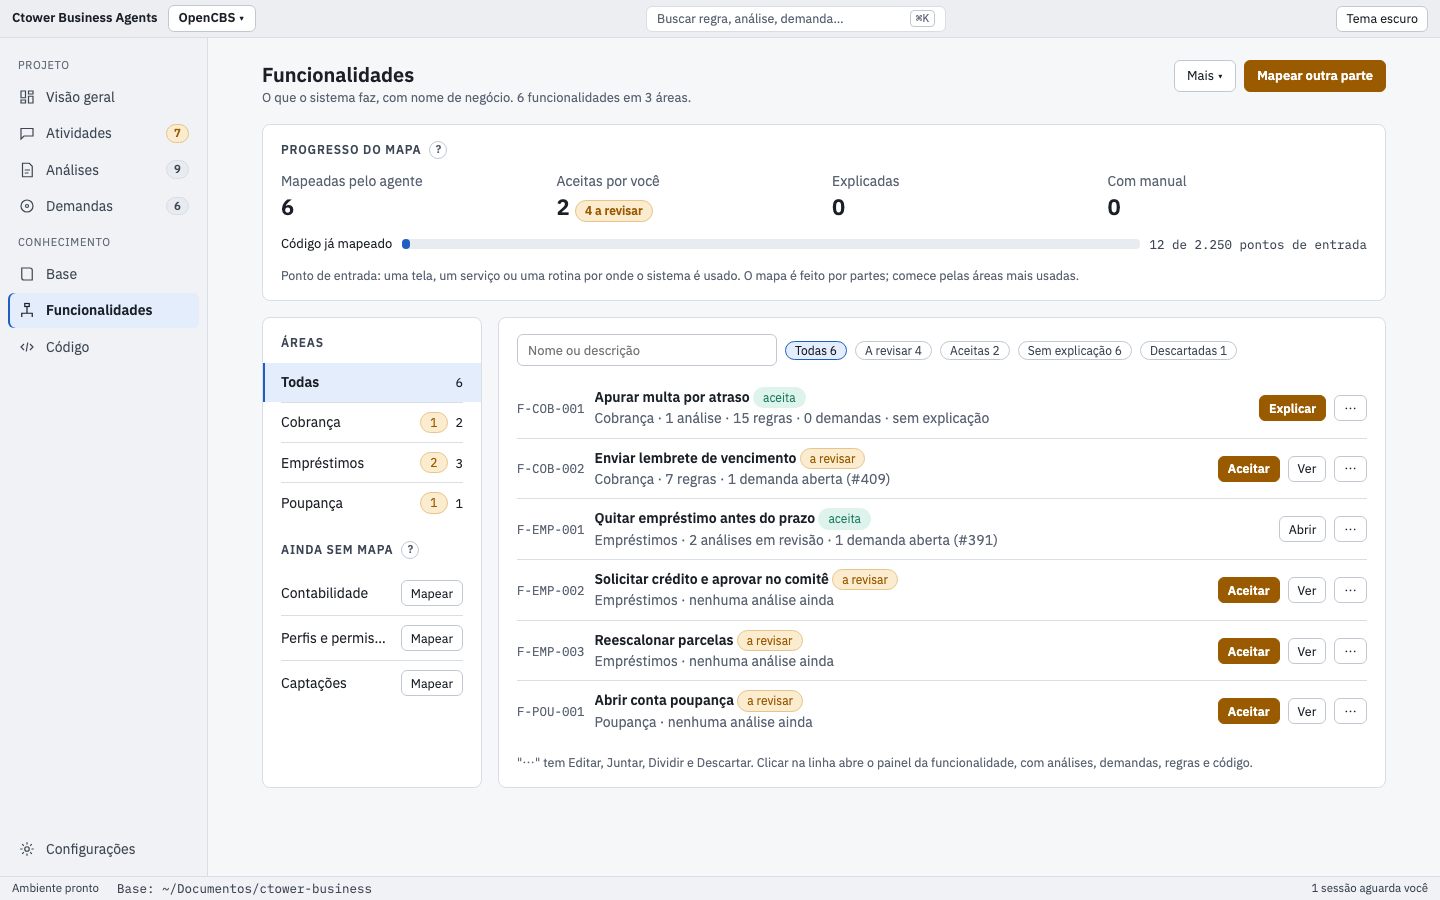 Ctower Business Agents
OpenCBS ▾
Buscar regra, análise, demanda...
⌘K
Tema escuro
PROJETO
Visão geral
Atividades 7
Análises 9
Demandas 6
CONHECIMENTO
Base
Funcionalidades
Código
Configurações
Funcionalidades
O que o sistema faz, com nome de negócio. 6 funcionalidades em 3 áreas.
Mais ▾
Mapear outra parte
PROGRESSO DO MAPA ?
Mapeadas pelo agente
6
Aceitas por você
2 4 a revisar
Explicadas
0
Com manual
0
Código já mapeado
12 de 2.250 pontos de entrada
Ponto de entrada: uma tela, um serviço ou uma rotina por onde o sistema é usado. O mapa é feito por partes; comece pelas áreas mais usadas.
ÁREAS
Todas 6
Cobrança 1 2
Empréstimos 2 3
Poupança 1 1
AINDA SEM MAPA ?
Contabilidade Mapear
Perfis e permis... Mapear
Captações Mapear
Nome ou descrição
Todas 6
A revisar 4
Aceitas 2
Sem explicação 6
Descartadas 1
F-COB-001
Apurar multa por atraso aceita
Cobrança · 1 análise · 15 regras · 0 demandas · sem explicação
Explicar ···
F-COB-002
Enviar lembrete de vencimento a revisar
Cobrança · 7 regras · 1 demanda aberta (#409)
Aceitar Ver ···
F-EMP-001
Quitar empréstimo antes do prazo aceita
Empréstimos · 2 análises em revisão · 1 demanda aberta (#391)
Abrir ···
F-EMP-002
Solicitar crédito e aprovar no comitê a revisar
Empréstimos · nenhuma análise ainda
Aceitar Ver ···
F-EMP-003
Reescalonar parcelas a revisar
Empréstimos · nenhuma análise ainda
Aceitar Ver ···
F-POU-001
Abrir conta poupança a revisar
Poupança · nenhuma análise ainda
Aceitar Ver ···
"···" tem Editar, Juntar, Dividir e Descartar. Clicar na linha abre o painel da funcionalidade, com análises, demandas, regras e código.
Ambiente pronto
Base: ~/Documentos/ctower-business
1 sessão aguarda você